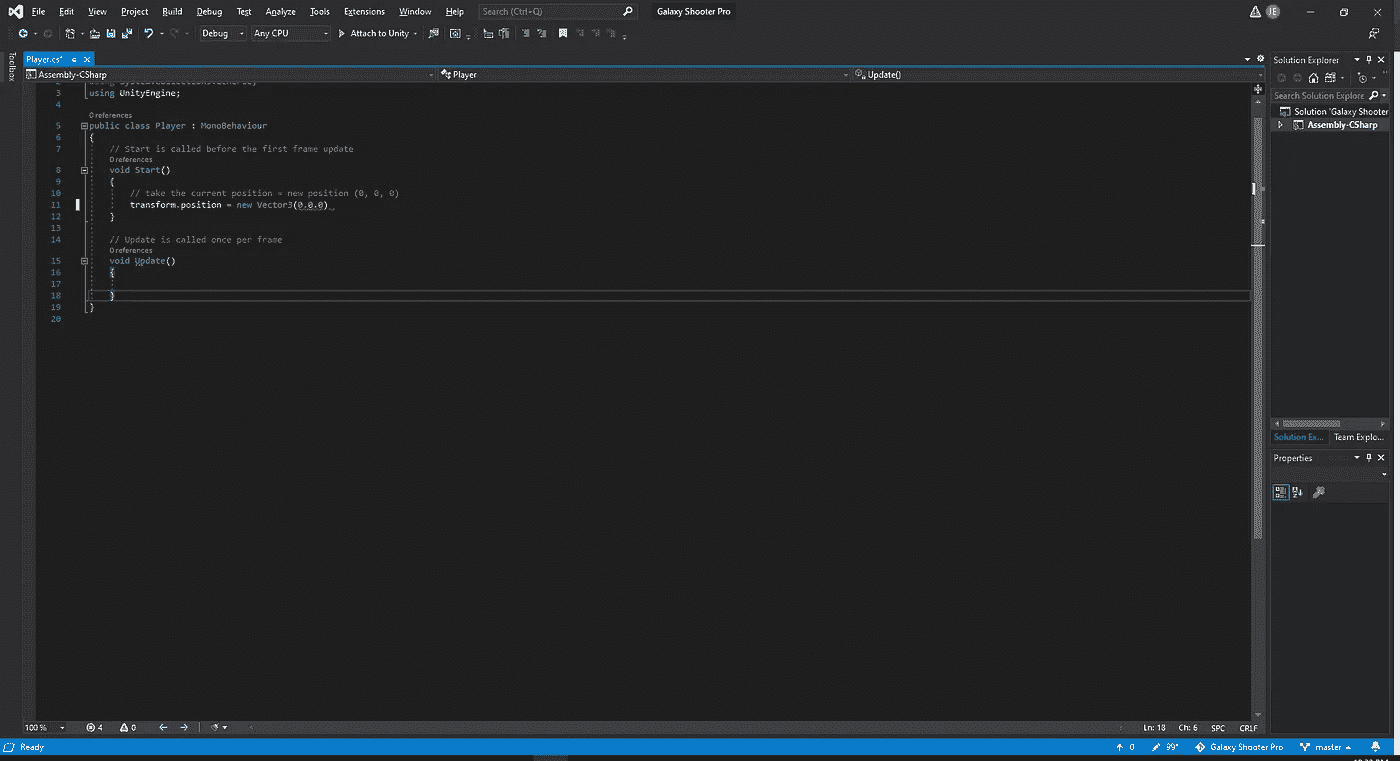 File Edit View Project Build Debug Test Analyze Tools Extensions Window Help Search (Ctrl+Q) Galaxy Shooter Pro JE
Debug Any CPU Attach to Unity
Toolbox
Player.cs*
Assembly-CSharp Player Update()
3 using UnityEngine;
4
0 references
5 public class Player : MonoBehaviour
6 {
7 // Start is called before the first frame update
0 references
8 void Start()
9 {
10 // take the current position = new position (0, 0, 0)
11 transform.position = new Vector3(0.0.0)
12 }
13
14 // Update is called once per frame
0 references
15 void Update()
16 {
17
18 }
19 }
20
Solution Explorer
Search Solution Explore
Solution 'Galaxy Shooter
Assembly-CSharp
Solution Ex... Team Explo...
Properties
100 % 4 0 Ln: 18 Ch: 6 SPC CRLF
Ready 0 99+ Galaxy Shooter Pro master